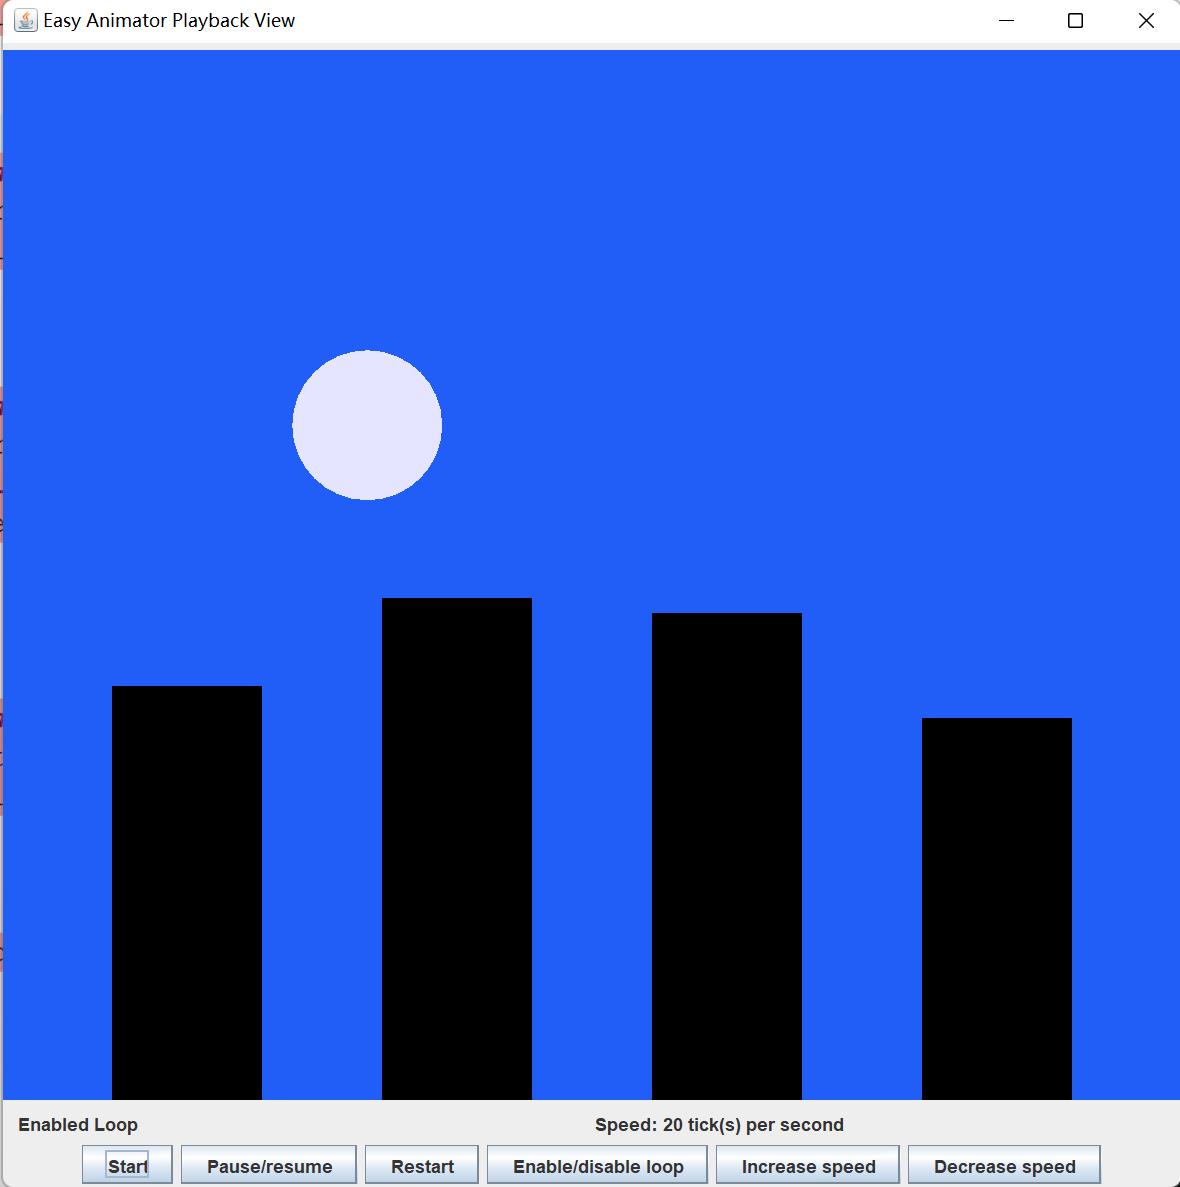 Easy Animator Playback View
Enabled Loop
Speed: 20 tick(s) per second
Start
Pause/resume
Restart
Enable/disable loop
Increase speed
Decrease speed